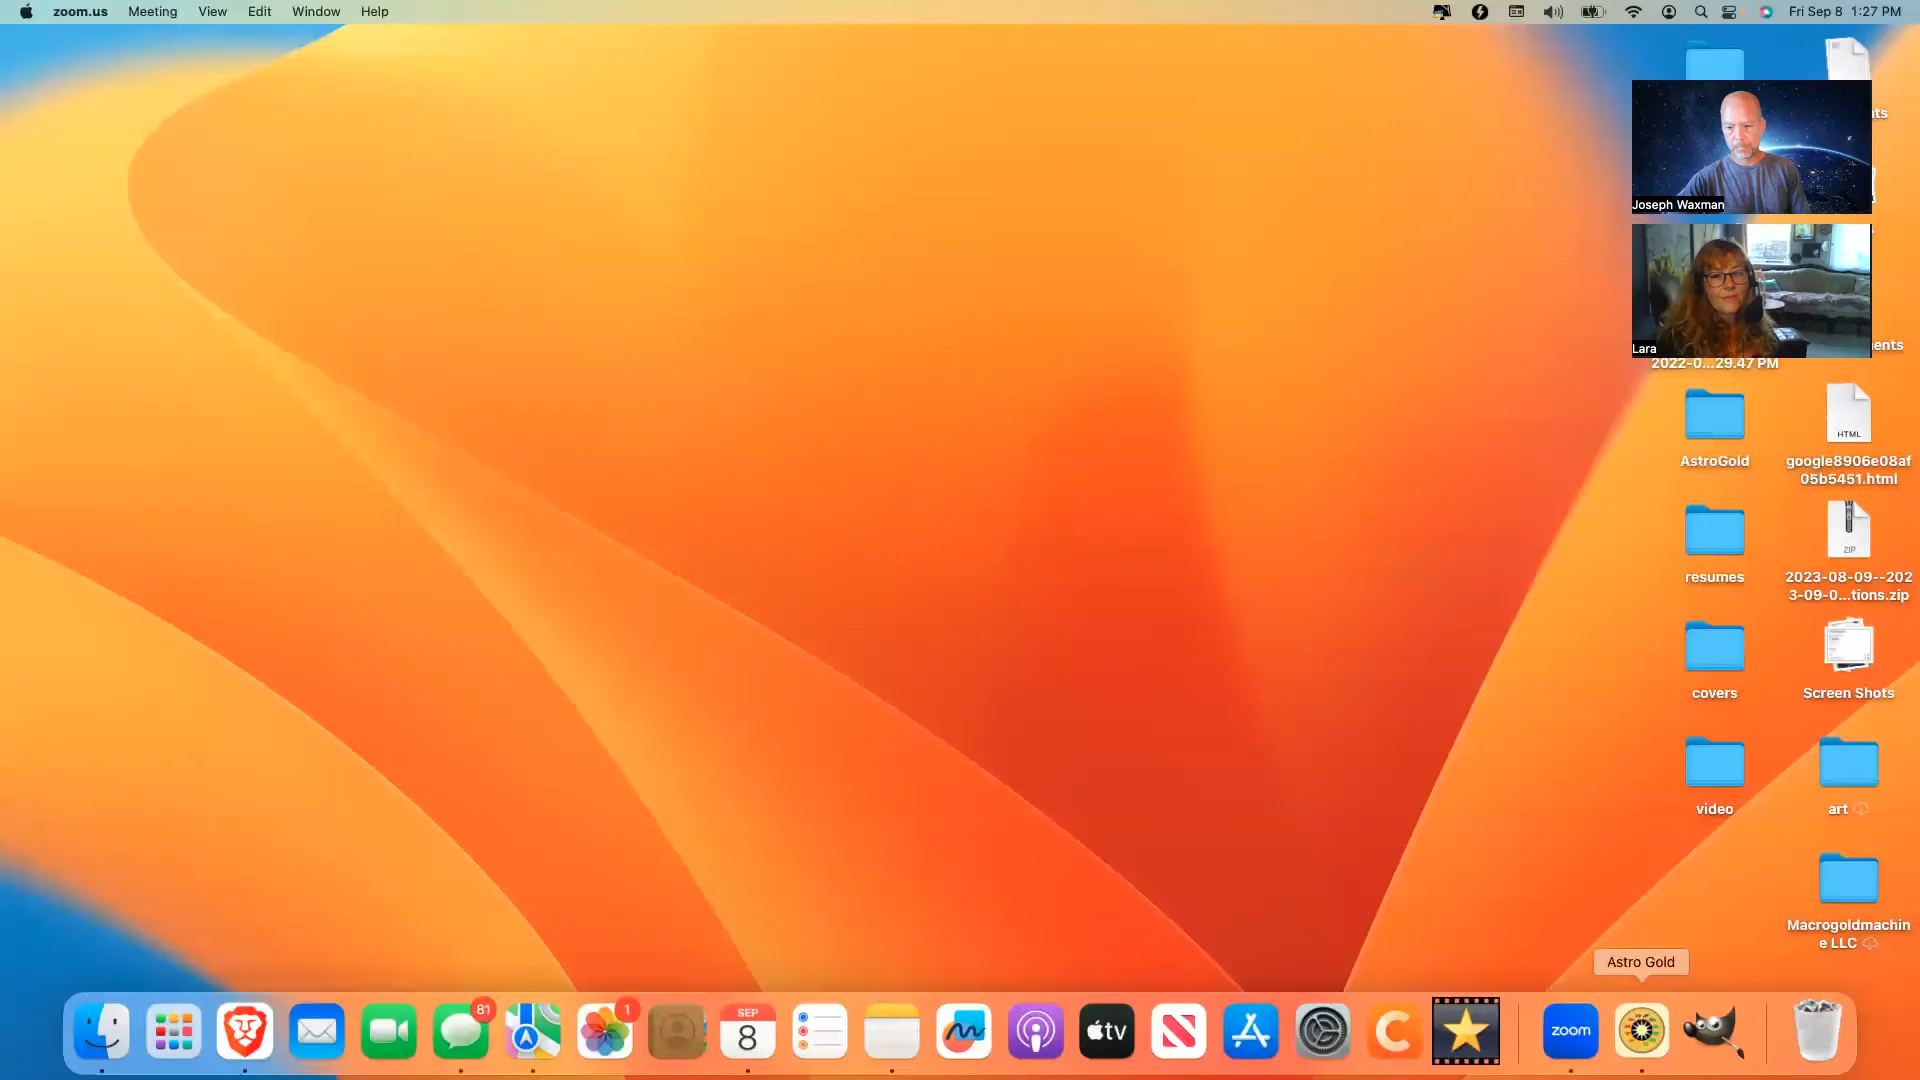 zoom.us Meeting View Edit Window Help
Fri Sep 8 1:27 PM
Joseph Waxman
Lara
2022-0...29.47 PM
AstroGold
HTML
google8906e08af
05b5451.html
resumes
ZIP
2023-08-09--202
3-09-0...tions.zip
covers
Screen Shots
video
art
Macrogoldmachin
e LLC
Astro Gold
81
1
SEP
8
tv
zoom